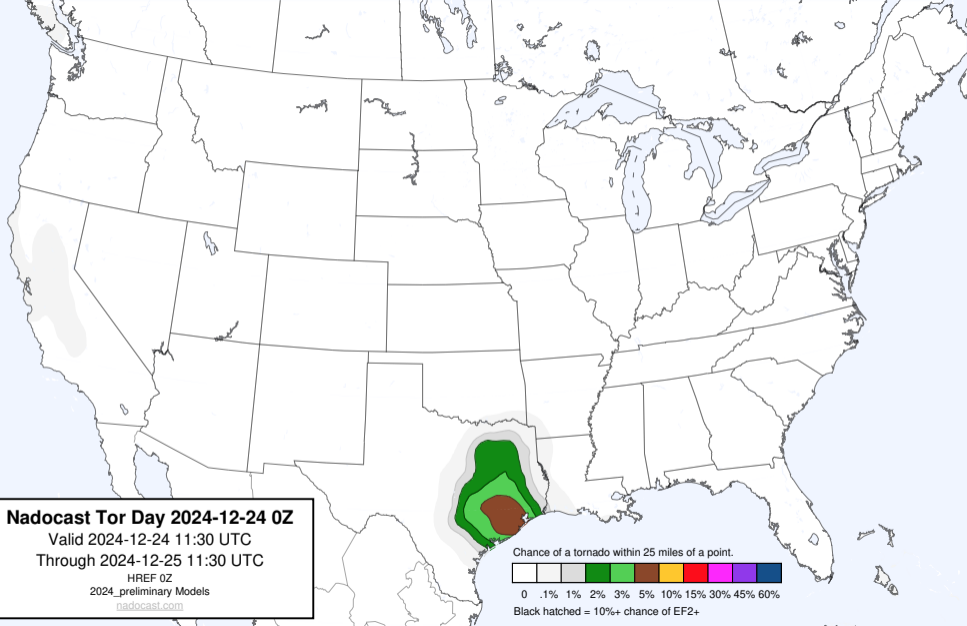 Nadocast Tor Day 2024-12-24 0Z
Valid 2024-12-24 11:30 UTC
Through 2024-12-25 11:30 UTC
HREF 0Z
2024_preliminary Models
nadocast.com
Chance of a tornado within 25 miles of a point.
0 .1% 1% 2% 3% 5% 10% 15% 30% 45% 60%
Black hatched = 10%+ chance of EF2+